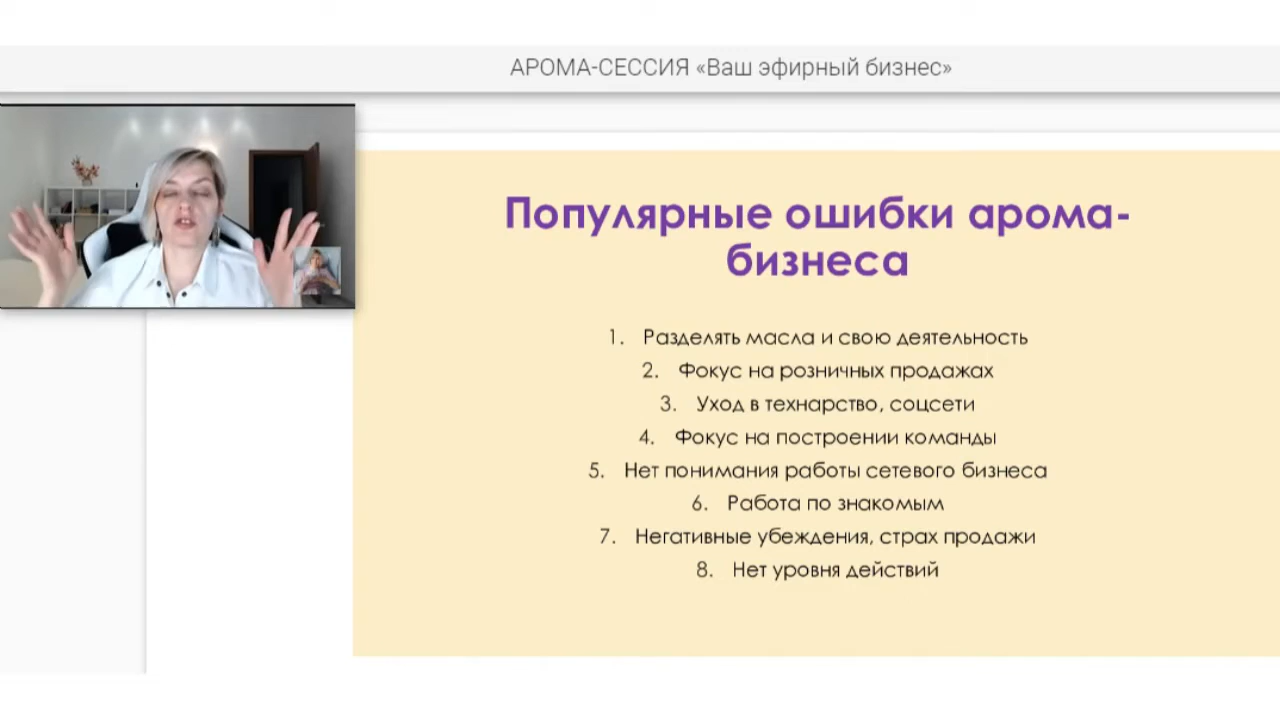 АРОМА-СЕССИЯ «Ваш эфирный бизнес»
Популярные ошибки арома-
бизнеса
1. Разделять масла и свою деятельность
2. Фокус на розничных продажах
3. Уход в технарство, соцсети
4. Фокус на построении команды
5. Нет понимания работы сетевого бизнеса
6. Работа по знакомым
7. Негативные убеждения, страх продажи
8. Нет уровня действий